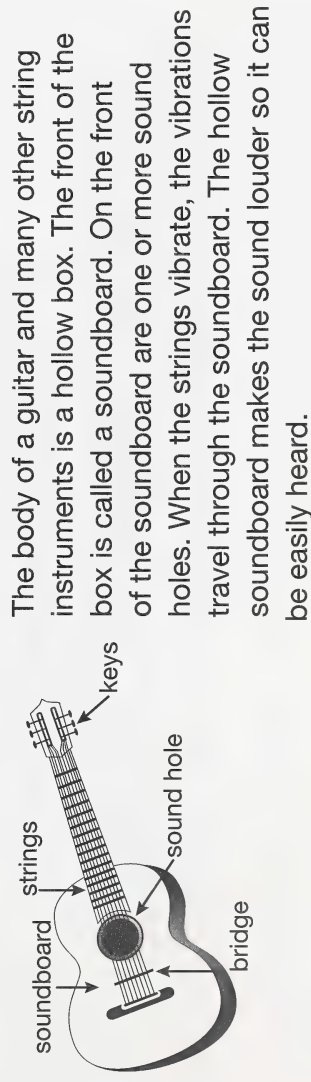 soundboard
strings
keys
sound hole
bridge
The body of a guitar and many other string
instruments is a hollow box. The front of the
box is called a soundboard. On the front
of the soundboard are one or more sound
holes. When the strings vibrate, the vibrations
travel through the soundboard. The hollow
soundboard makes the sound louder so it can
be easily heard.